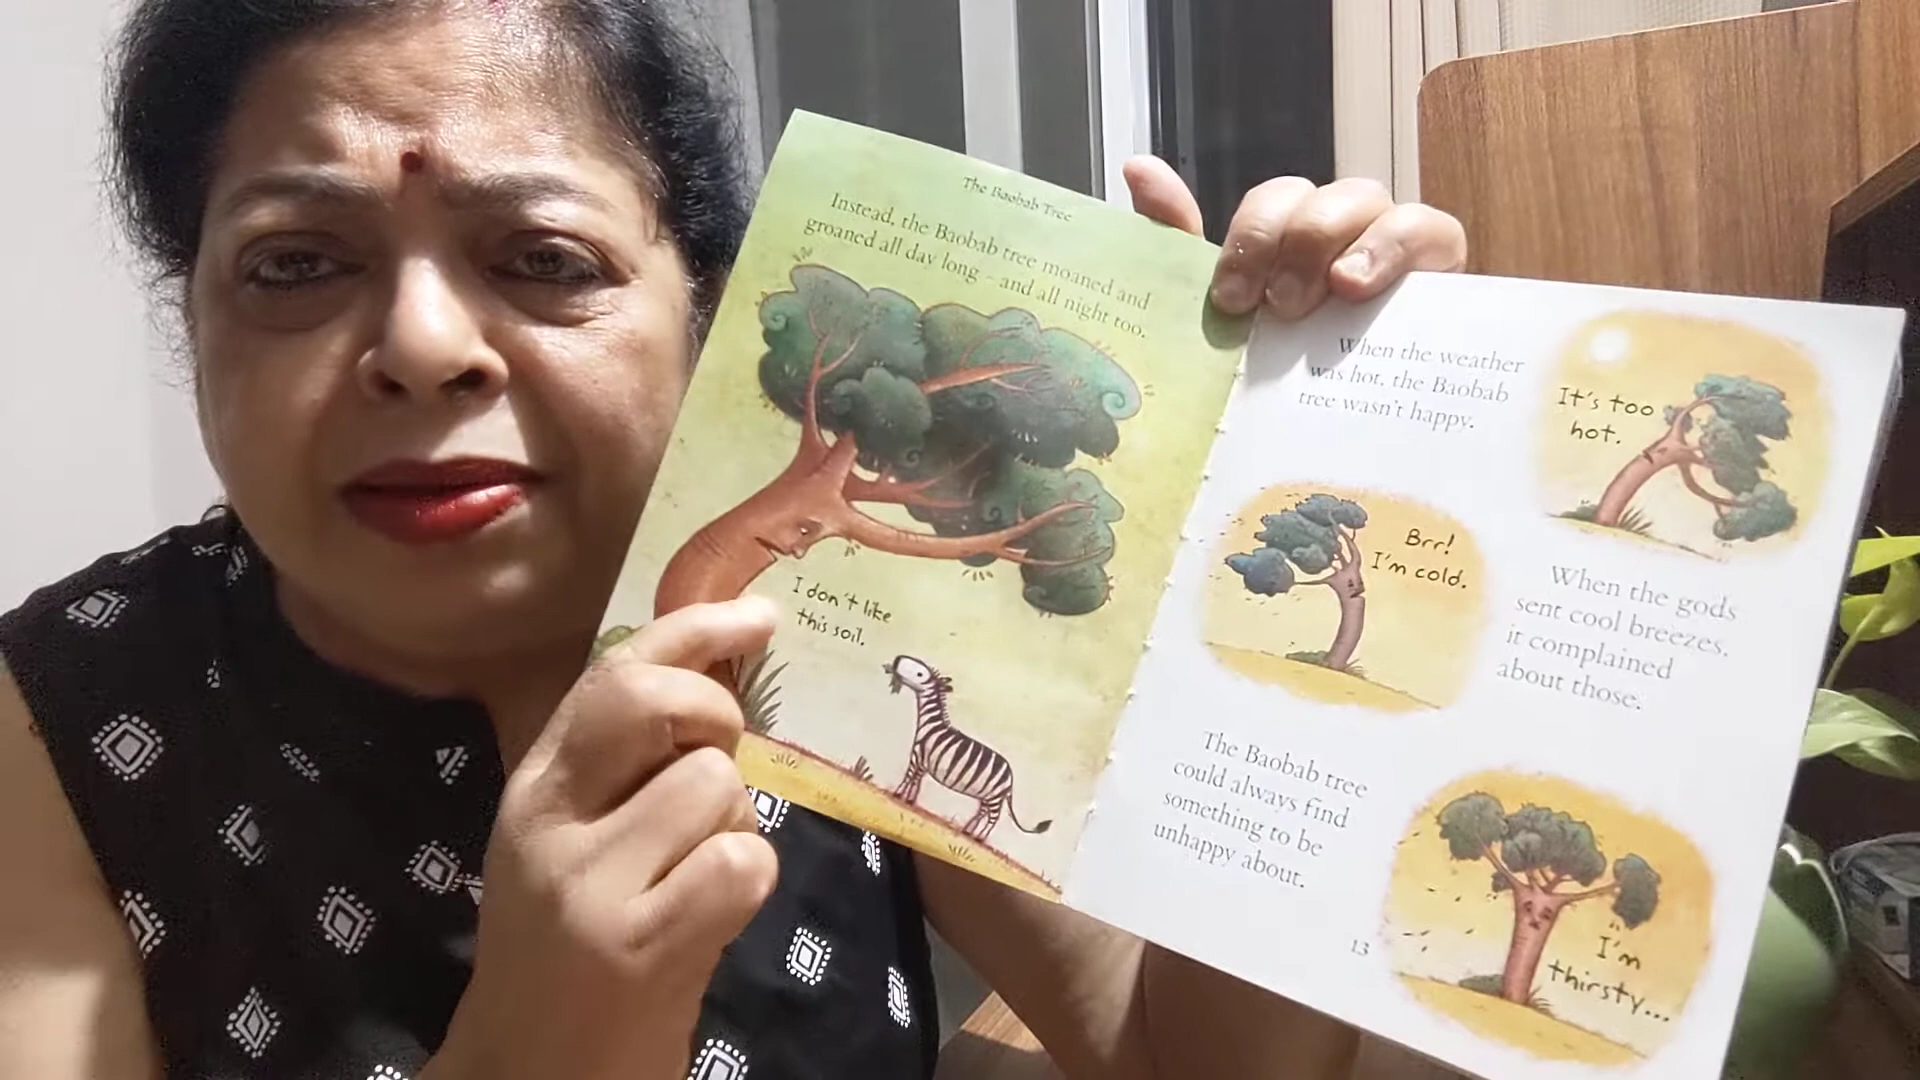 The Baobab Tree
Instead, the Baobab tree moaned and
groaned all day long – and all night too.
I don't like
this soil.
When the weather
was hot, the Baobab
tree wasn't happy.
It's too
hot.
Brr!
I'm cold.
When the gods
sent cool breezes,
it complained
about those.
The Baobab tree
could always find
something to be
unhappy about.
I'm
thirsty...
13